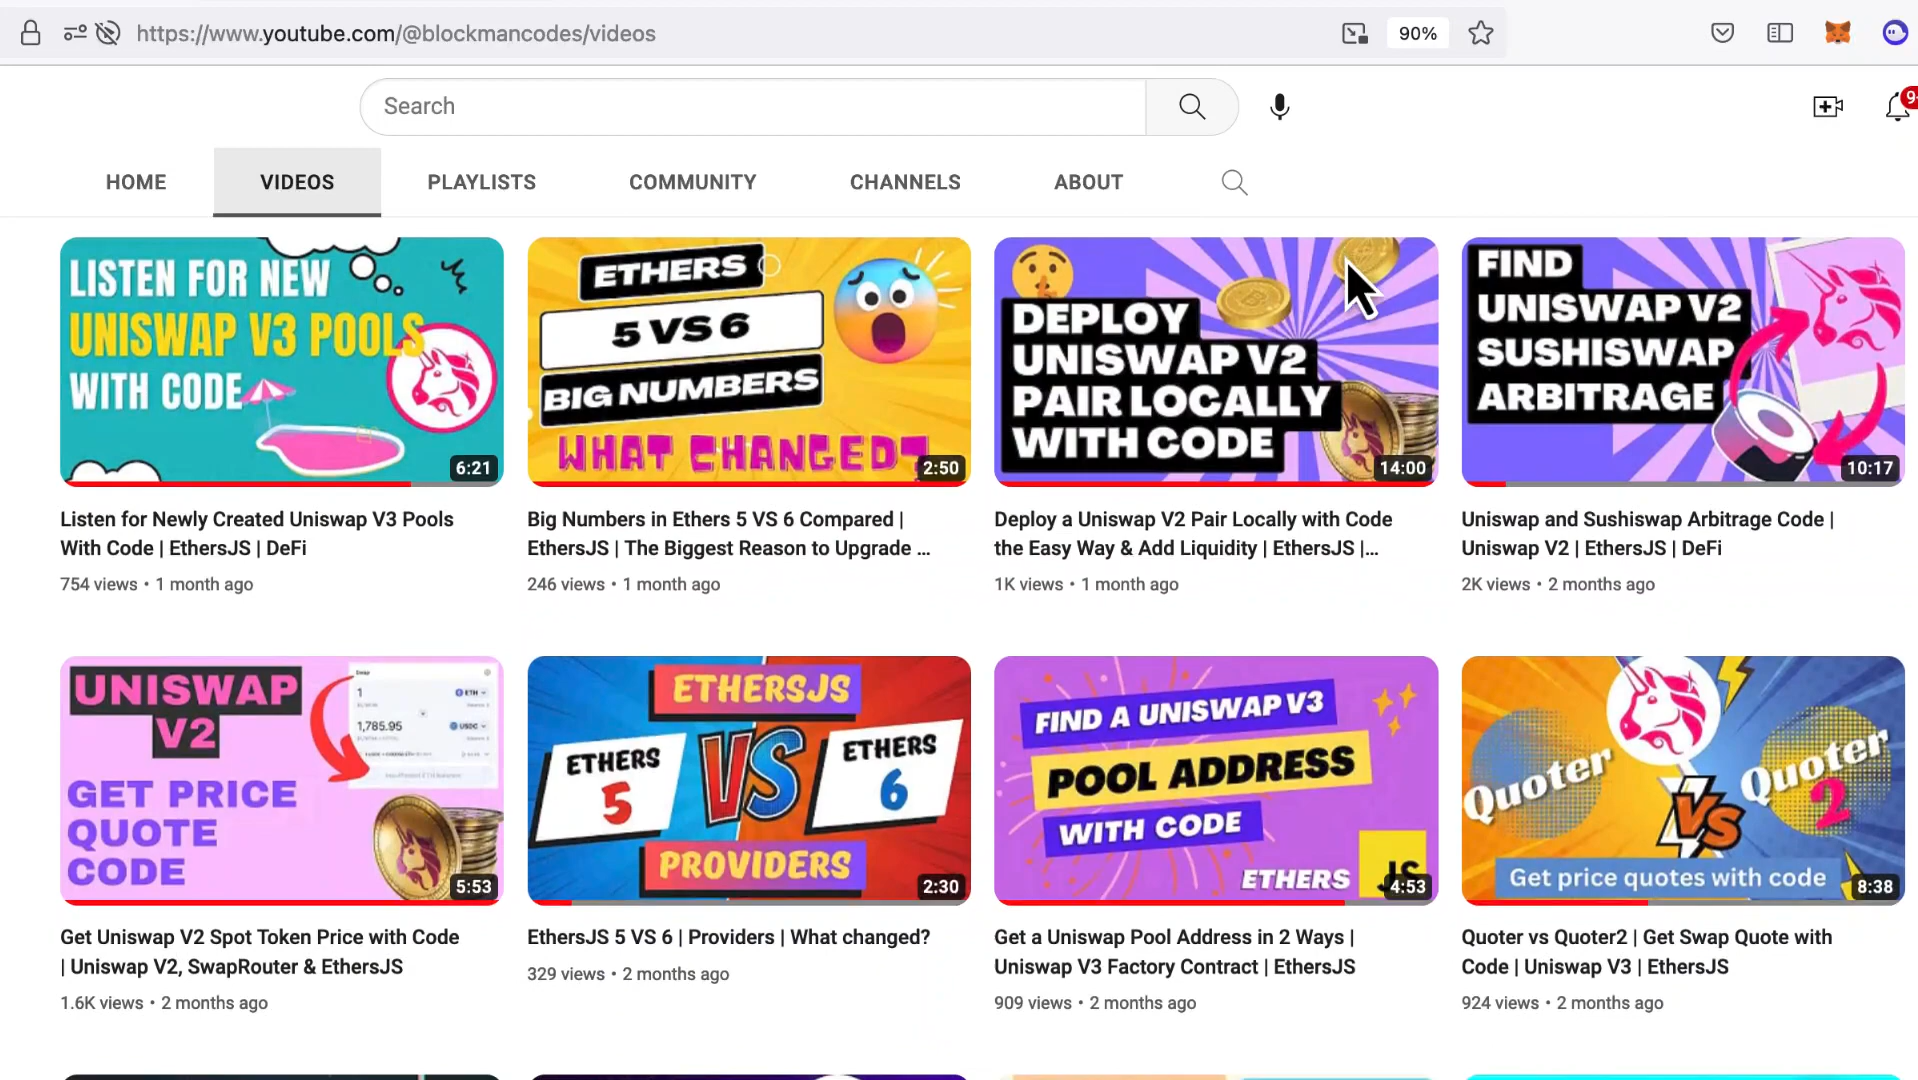 https://www.youtube.com/@blockmancodes/videos
90%
Search
9
HOME
VIDEOS
PLAYLISTS
COMMUNITY
CHANNELS
ABOUT
LISTEN FOR NEW
UNISWAP V3 POOLS
WITH CODE
6:21
ETHERS
5 VS 6
BIG NUMBERS
WHAT CHANGED?
2:50
DEPLOY
UNISWAP V2
PAIR LOCALLY
WITH CODE
14:00
FIND
UNISWAP V2
SUSHISWAP
ARBITRAGE
10:17
Listen for Newly Created Uniswap V3 Pools
With Code | EthersJS | DeFi
754 views • 1 month ago
Big Numbers in Ethers 5 VS 6 Compared |
EthersJS | The Biggest Reason to Upgrade ...
246 views • 1 month ago
Deploy a Uniswap V2 Pair Locally with Code
the Easy Way & Add Liquidity | EthersJS |...
1K views • 1 month ago
Uniswap and Sushiswap Arbitrage Code |
Uniswap V2 | EthersJS | DeFi
2K views • 2 months ago
UNISWAP
V2
GET PRICE
QUOTE
CODE
Swap
1
ETH
1,785.95
USDC
5:53
ETHERSJS
ETHERS
5
VS
ETHERS
6
PROVIDERS
2:30
FIND A UNISWAP V3
POOL ADDRESS
WITH CODE
ETHERS
JS
4:53
Quoter
VS
Quoter
2
Get price quotes with code
8:38
Get Uniswap V2 Spot Token Price with Code
| Uniswap V2, SwapRouter & EthersJS
1.6K views • 2 months ago
EthersJS 5 VS 6 | Providers | What changed?
329 views • 2 months ago
Get a Uniswap Pool Address in 2 Ways |
Uniswap V3 Factory Contract | EthersJS
909 views • 2 months ago
Quoter vs Quoter2 | Get Swap Quote with
Code | Uniswap V3 | EthersJS
924 views • 2 months ago